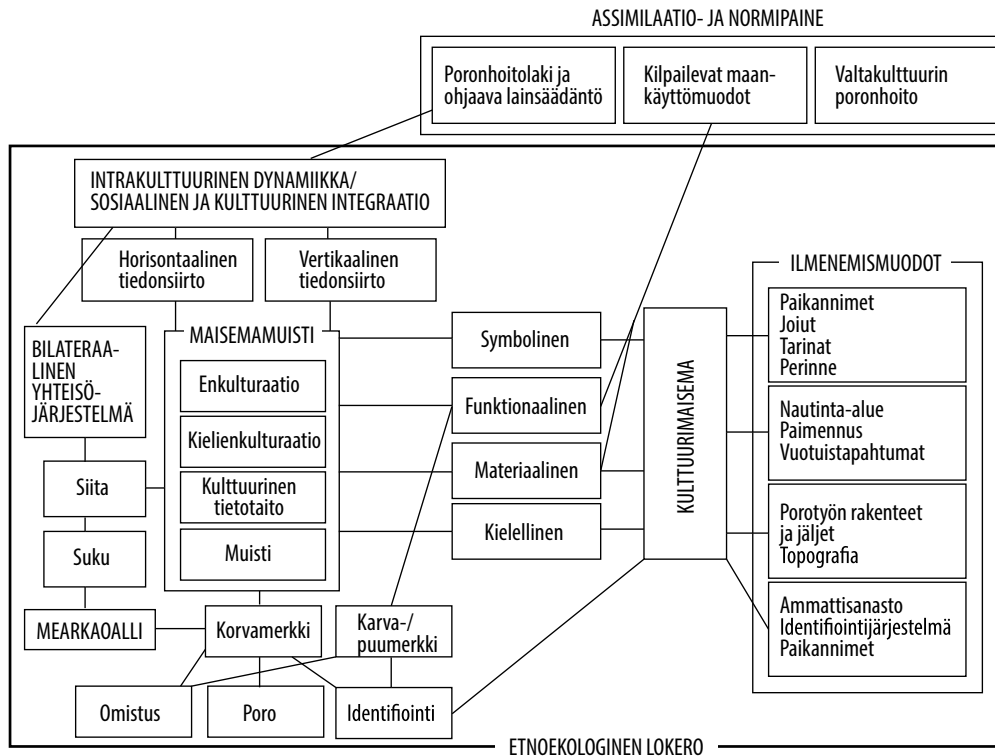 ASSIMILAATIO- JA NORMIPAINE
Poronhoitolaki ja
ohjaava lainsäädäntö
Kilpailevat maan-
käyttömuodot
Valtakulttuurin
poronhoito
INTRAKULTTUURINEN DYNAMIIKKA/
SOSIAALINEN JA KULTTUURINEN INTEGRAATIO
Horisontaalinen
tiedonsiirto
Vertikaalinen
tiedonsiirto
BILATERAA-
LINEN
YHTEISÖ-
JÄRJESTELMÄ
Siita
Suku
MEARKAOALLI
MAISEMAMUISTI
Enkulturaatio
Kielienkulturaatio
Kulttuurinen
tietotaito
Muisti
Korvamerkki
Karva-/
puumerkki
Omistus
Poro
Identifiointi
Symbolinen
Funktionaalinen
Materiaalinen
Kielellinen
KULTTUURIMAISEMA
ILMENEMISMUODOT
Paikannimet
Joiut
Tarinat
Perinne
Nautinta-alue
Paimennus
Vuotuistapahtumat
Porotyön rakenteet
ja jäljet
Topografia
Ammattisanasto
Identifiointijärjestelmä
Paikannimet
ETNOEKOLOGINEN LOKERO